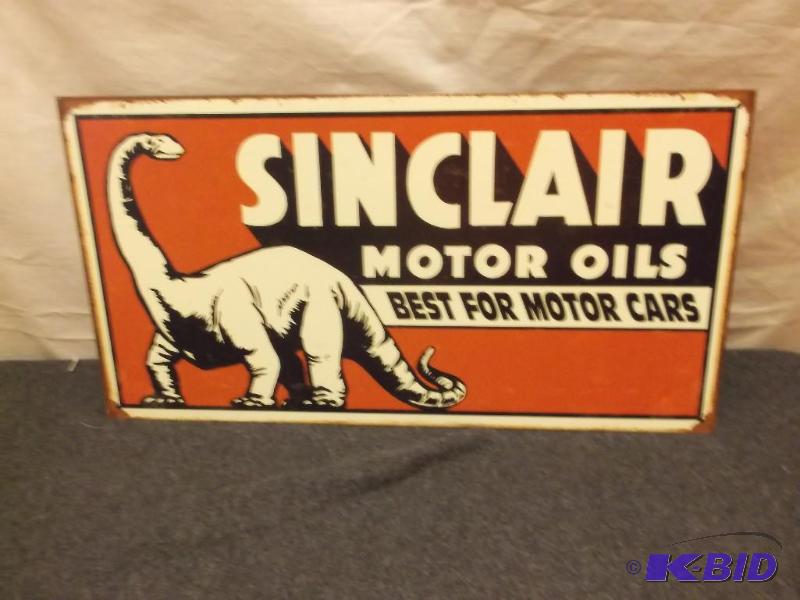 SINCLAIR
MOTOR OILS
BEST FOR MOTOR CARS
© K-BID